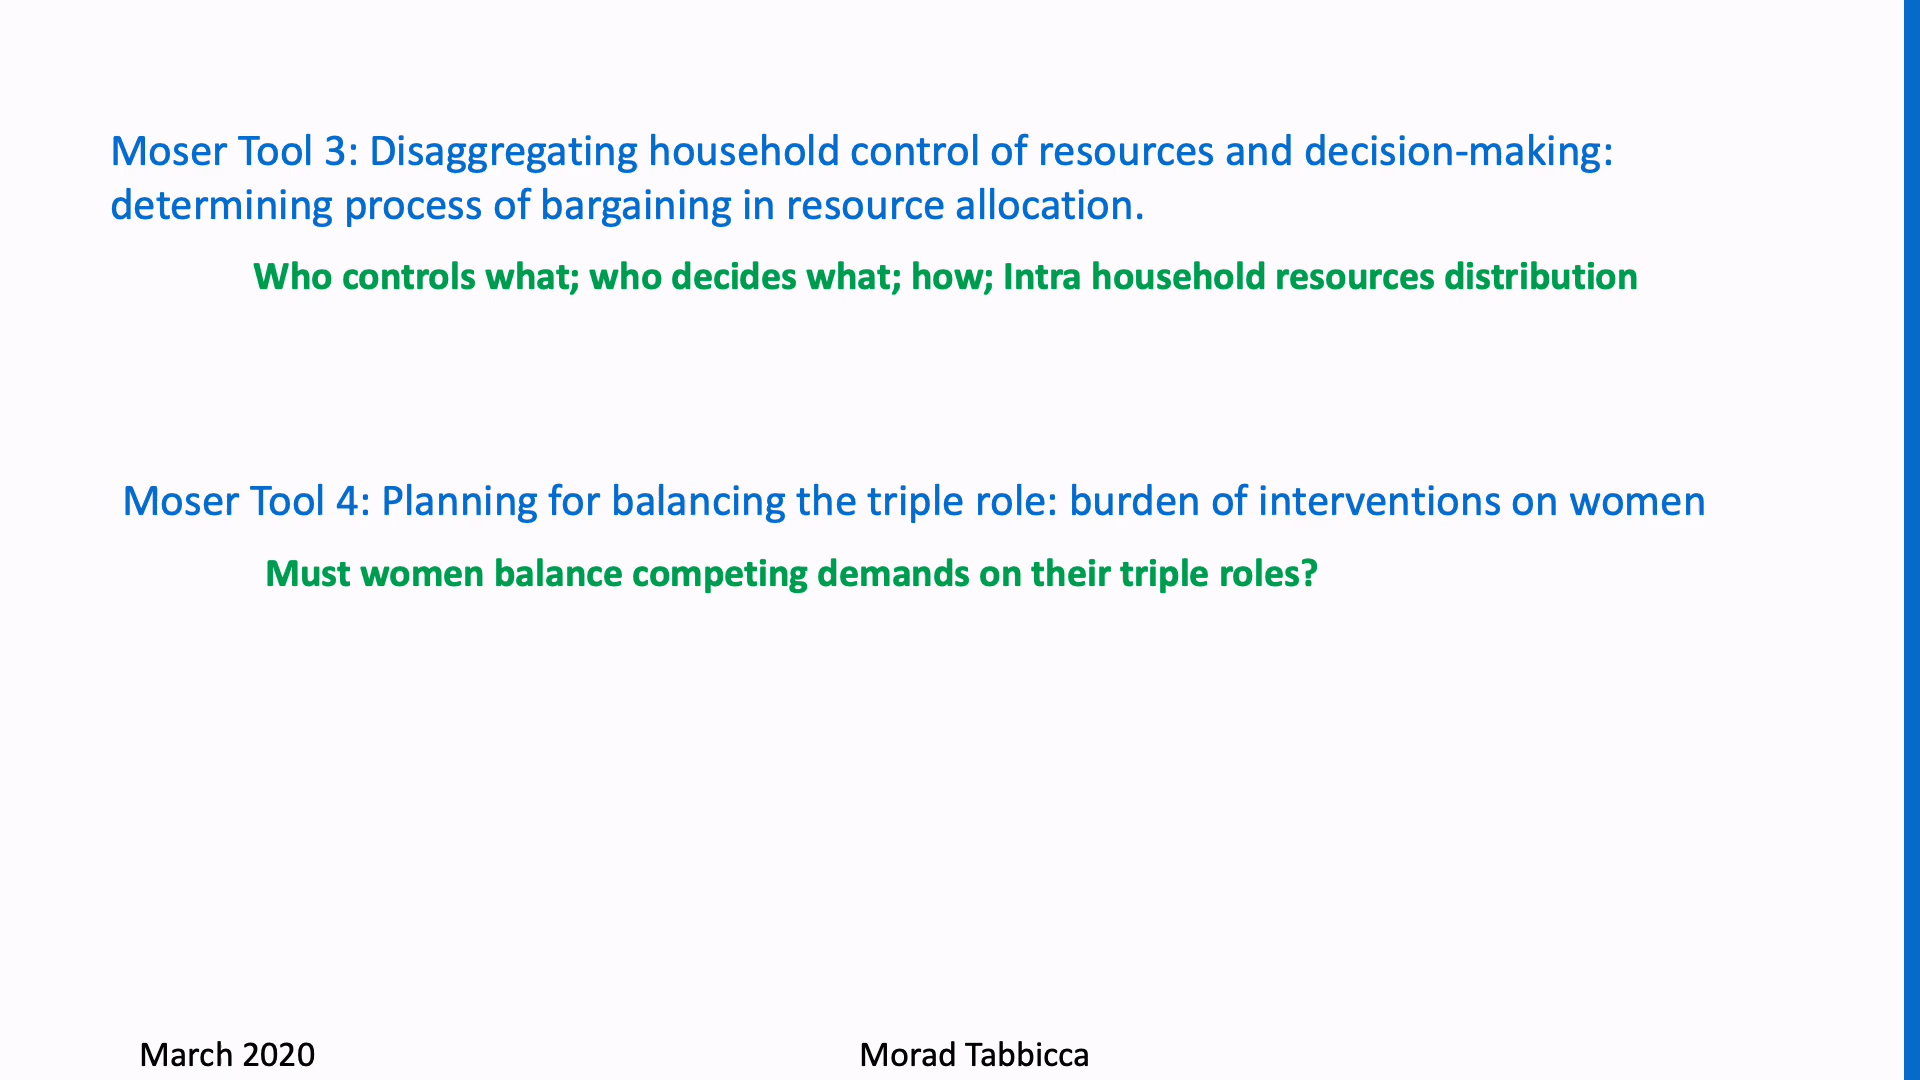 Moser Tool 3: Disaggregating household control of resources and decision-making:
determining process of bargaining in resource allocation.
Who controls what; who decides what; how; Intra household resources distribution
Moser Tool 4: Planning for balancing the triple role: burden of interventions on women
Must women balance competing demands on their triple roles?
March 2020
Morad Tabbicca